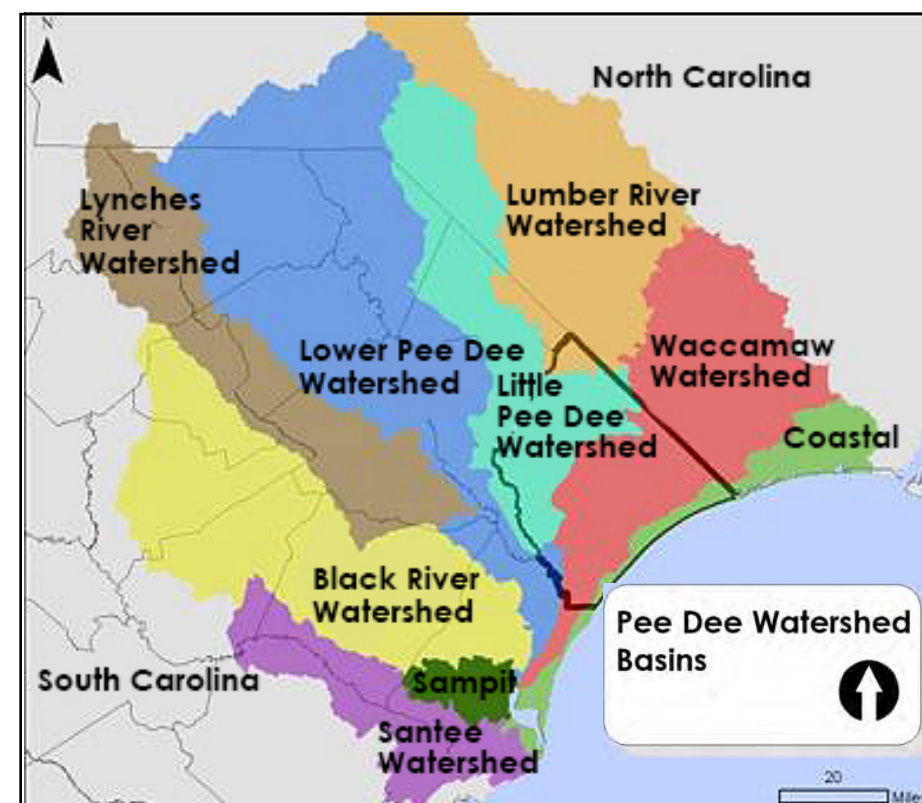 N
North Carolina
Lynches
River
Watershed
Lumber River
Watershed
Lower Pee Dee
Watershed
Waccamaw
Watershed
Little
Pee Dee
Watershed
Coastal
Black River
Watershed
Pee Dee Watershed
Basins
South Carolina
Sampit
Santee
Watershed
20
Miles